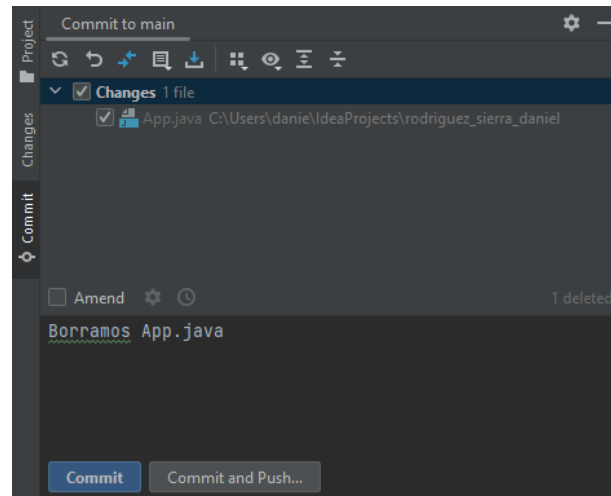 Commit to main
Project
Changes
Commit
Changes 1 file
App.java C:\Users\danie\IdeaProjects\rodriguez_sierra_daniel
Amend
1 deleted
Borramos App.java
Commit
Commit and Push...